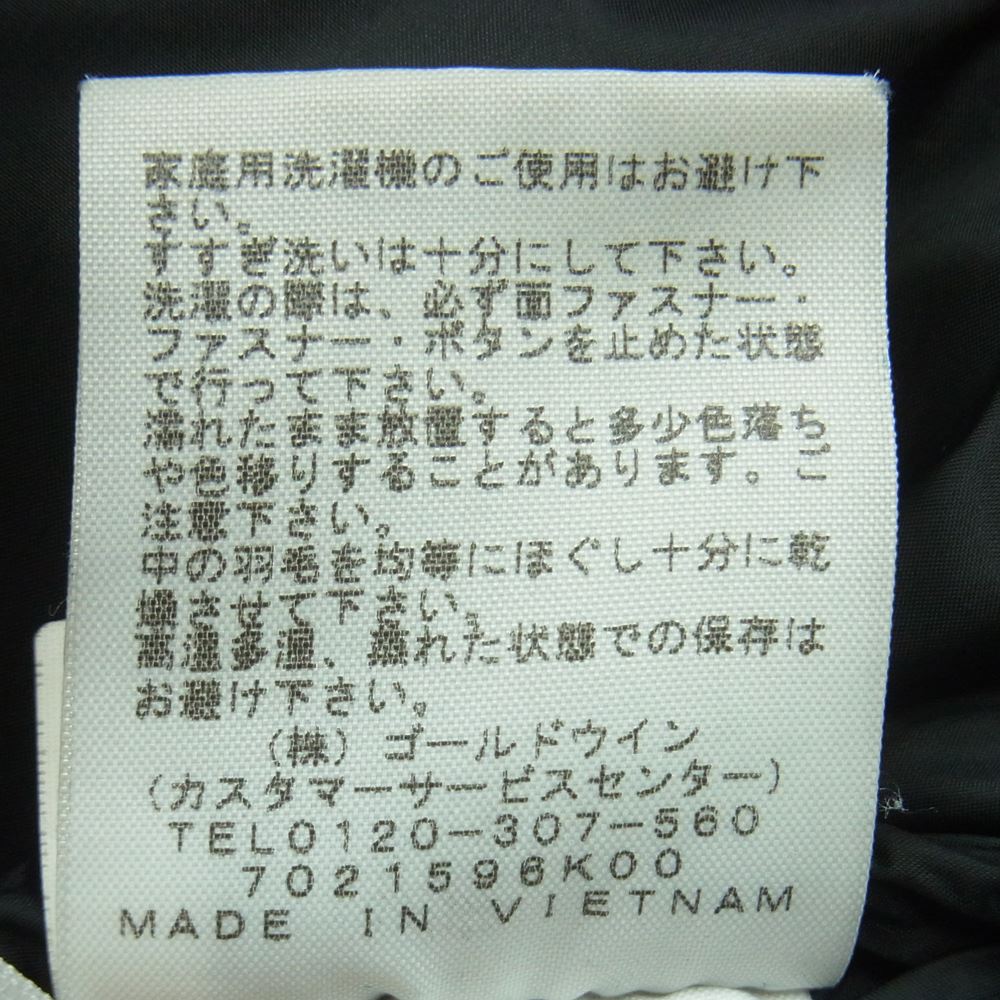 家庭用洗濯機のご使用はお避け下
さい。
すすぎ洗いは十分にして下さい。
洗濯の際は、必ず面ファスナー・
ファスナー・ボタンを止めた状態
で行って下さい。
濡れたまま放置すると多少色落ち
や色移りすることがあります。ご
注意下さい。
中の羽毛を均等にほぐし十分に乾
燥させて下さい。
高温多湿、濡れた状態での保存は
お避け下さい。
(株)ゴールドウイン
(カスタマーサービスセンター)
TEL0120-307-560
7021596K00
MADE IN VIETNAM